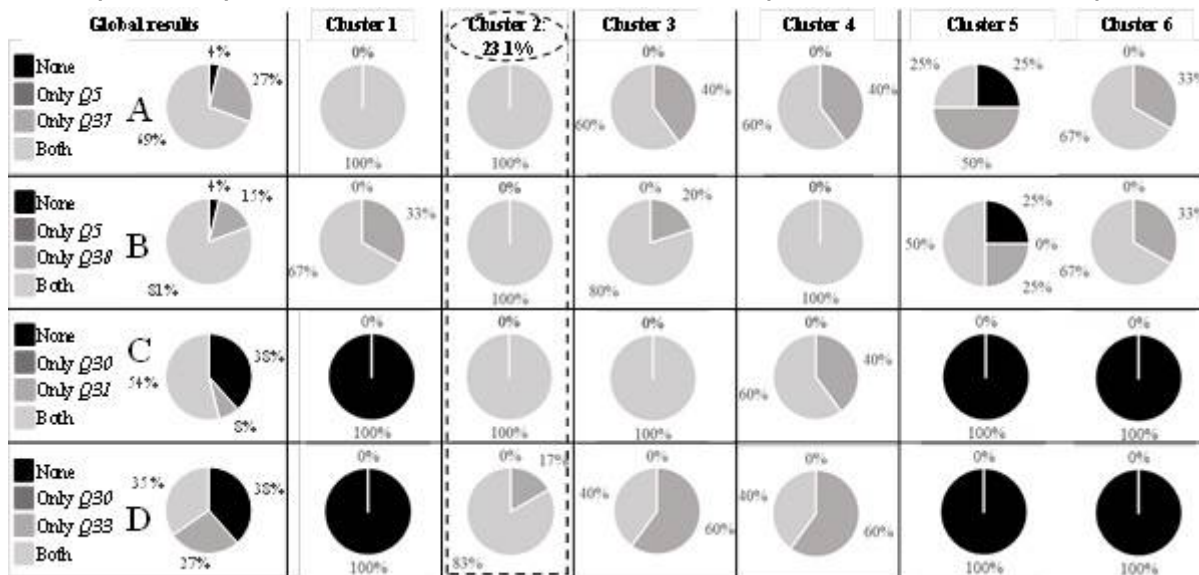 Global results
Cluster 1
Cluster 2:
23.1%
Cluster 3
Cluster 4
Cluster 5
Cluster 6
None
Only Q5
Only Q37
Both
A
4%
27%
69%
0%
100%
0%
100%
0%
40%
60%
0%
40%
60%
25%
25%
50%
0%
33%
67%
None
Only Q5
Only Q38
Both
B
4%
15%
81%
0%
33%
67%
0%
100%
0%
20%
80%
0%
100%
25%
50%
0%
25%
0%
33%
67%
None
Only Q30
Only Q31
Both
C
38%
54%
8%
0%
100%
0%
100%
0%
100%
0%
40%
60%
0%
100%
0%
100%
None
Only Q30
Only Q33
Both
D
35%
38%
27%
0%
100%
0%
17%
83%
0%
40%
60%
0%
40%
60%
0%
100%
0%
100%